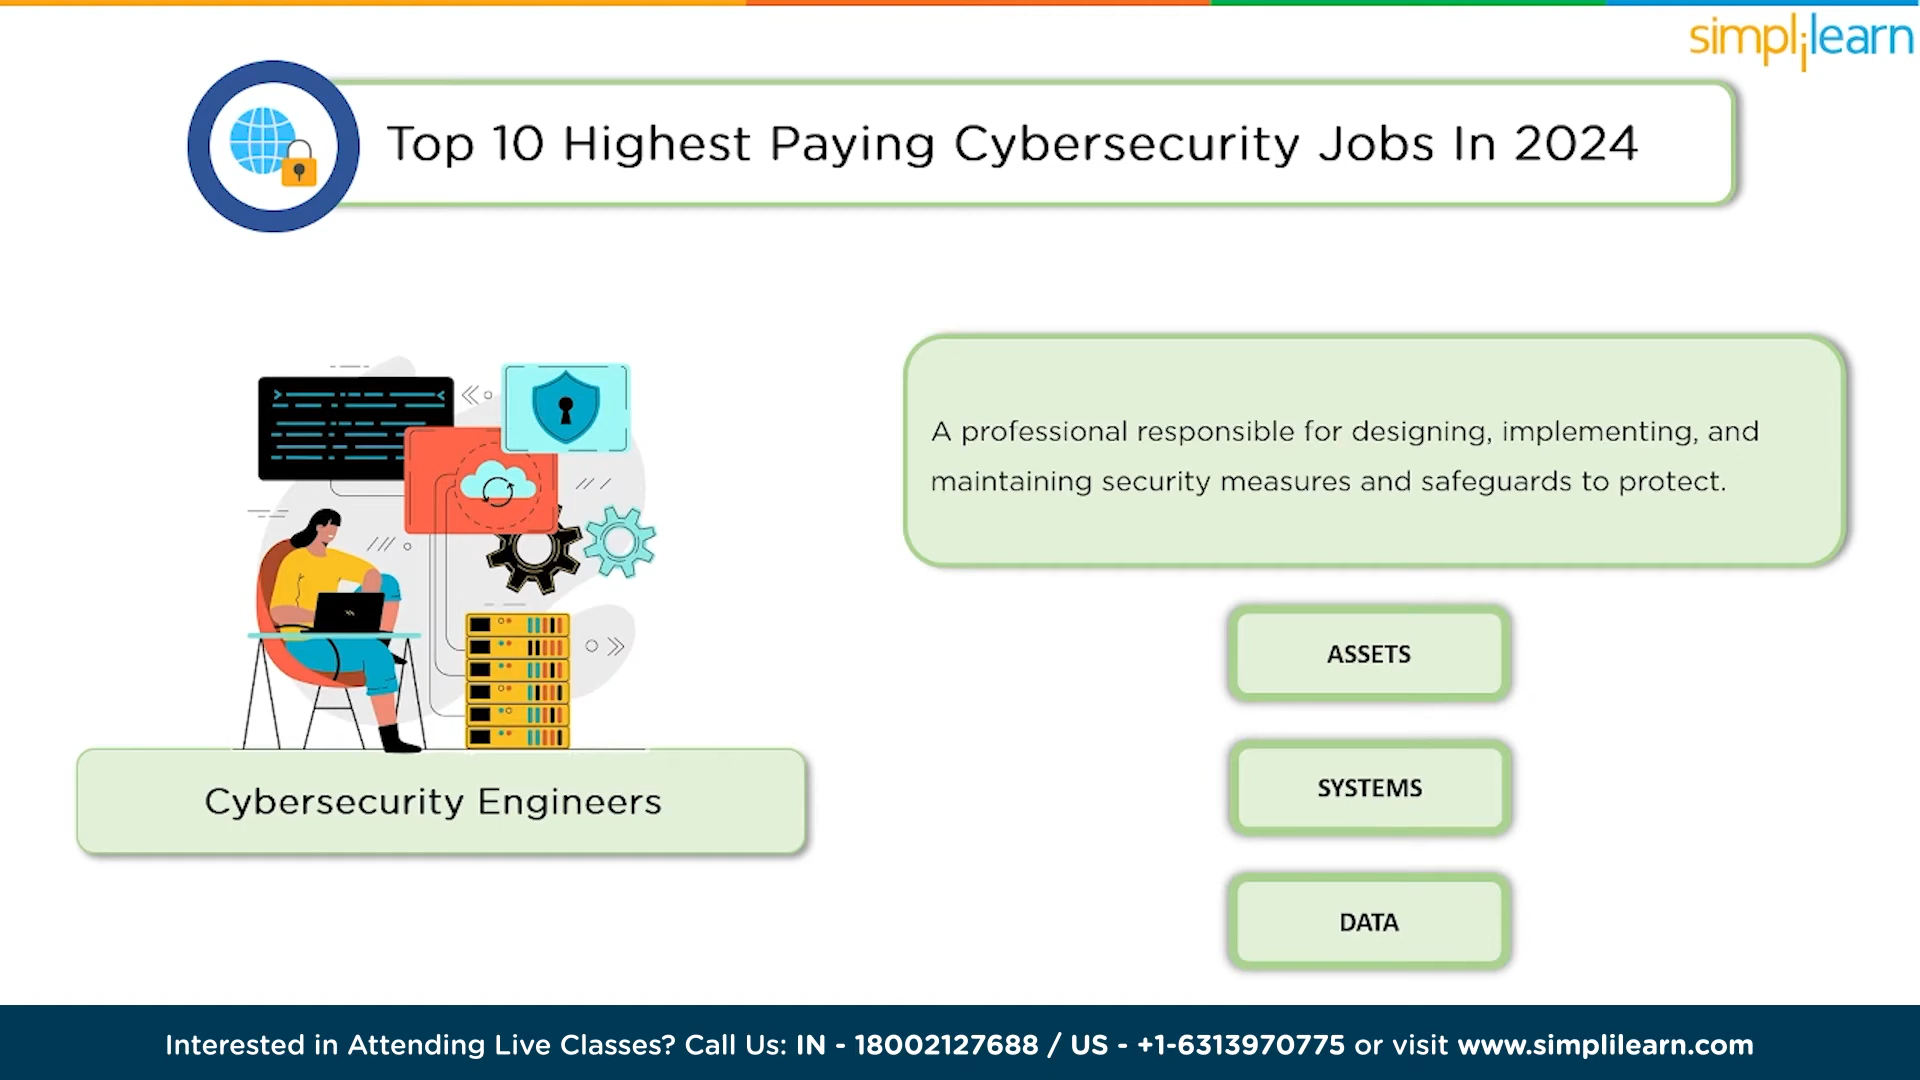 simplilearn
Top 10 Highest Paying Cybersecurity Jobs In 2024
A professional responsible for designing, implementing, and
maintaining security measures and safeguards to protect.
ASSETS
SYSTEMS
DATA
Cybersecurity Engineers
Interested in Attending Live Classes? Call Us: IN - 18002127688 / US - +1-6313970775 or visit www.simplilearn.com